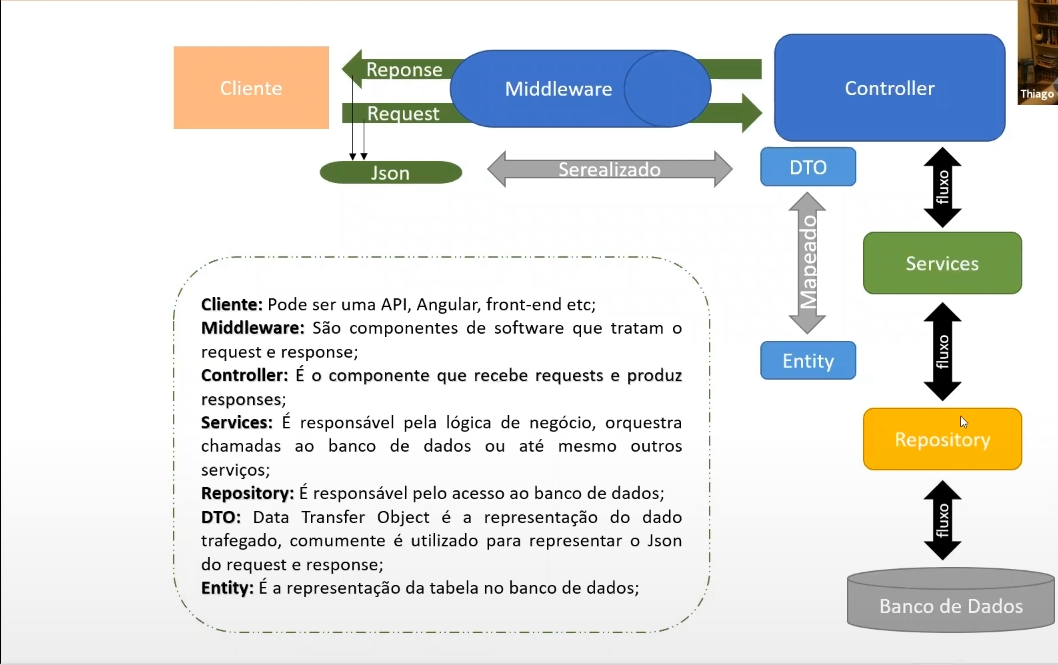 Cliente
Reponse
Request
Middleware
Controller
Thiago
Json
Serealizado
DTO
fluxo
Mapeado
Services
Entity
fluxo
Repository
fluxo
Banco de Dados
Cliente: Pode ser uma API, Angular, front-end etc;
Middleware: São componentes de software que tratam o
request e response;
Controller: É o componente que recebe requests e produz
responses;
Services: É responsável pela lógica de negócio, orquestra
chamadas ao banco de dados ou até mesmo outros
serviços;
Repository: É responsável pelo acesso ao banco de dados;
DTO: Data Transfer Object é a representação do dado
trafegado, comumente é utilizado para representar o Json
do request e response;
Entity: É a representação da tabela no banco de dados;